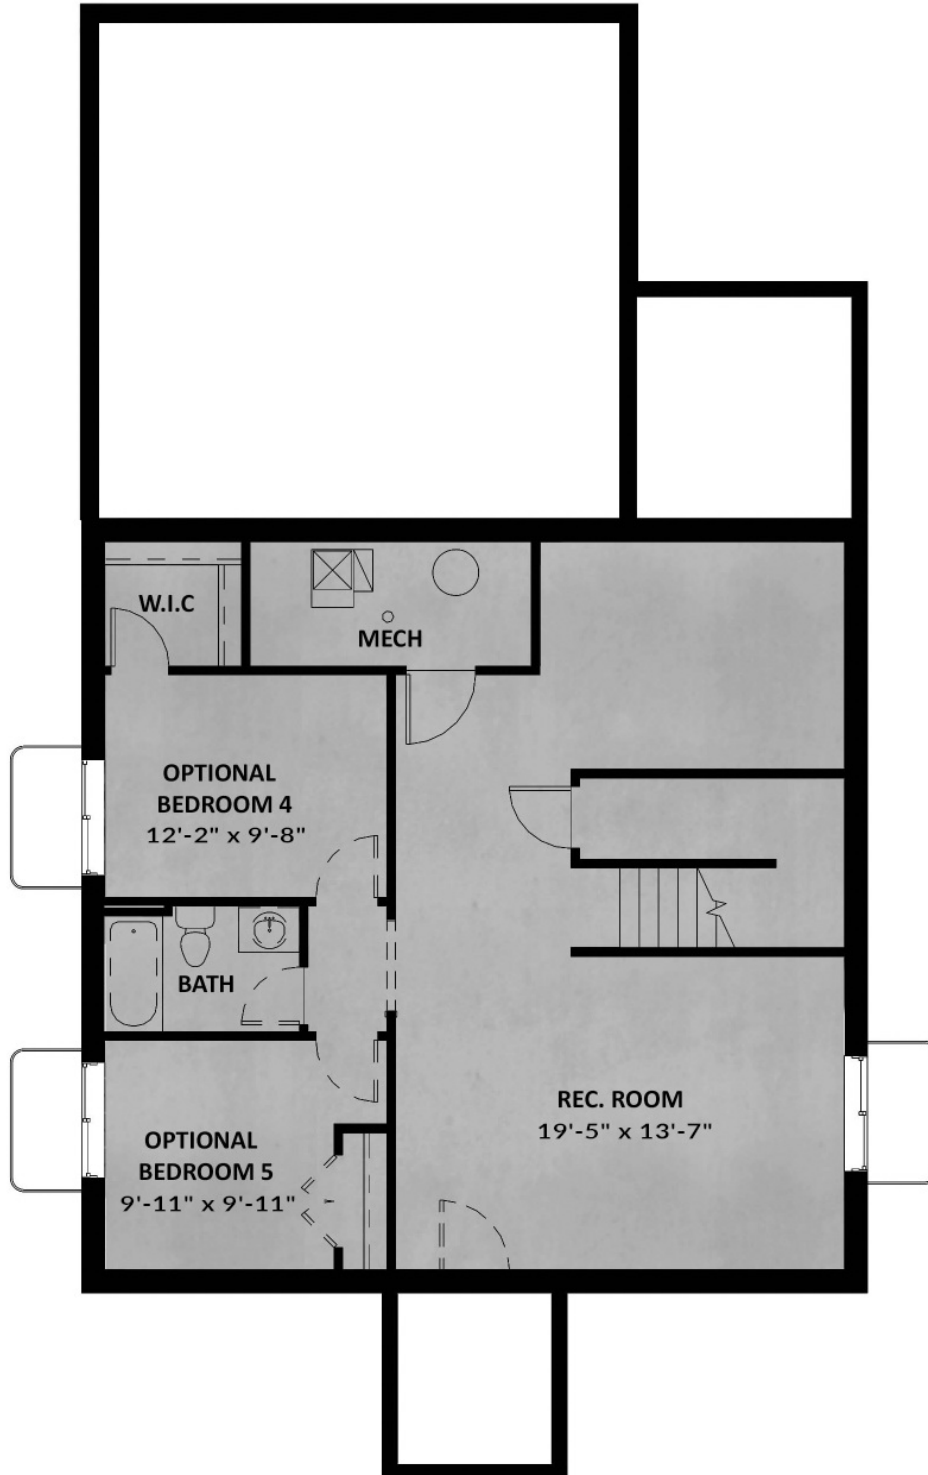 W.I.C
MECH
OPTIONAL
BEDROOM 4
12'-2" x 9'-8"
BATH
REC. ROOM
19'-5" x 13'-7"
OPTIONAL
BEDROOM 5
9'-11" x 9'-11"